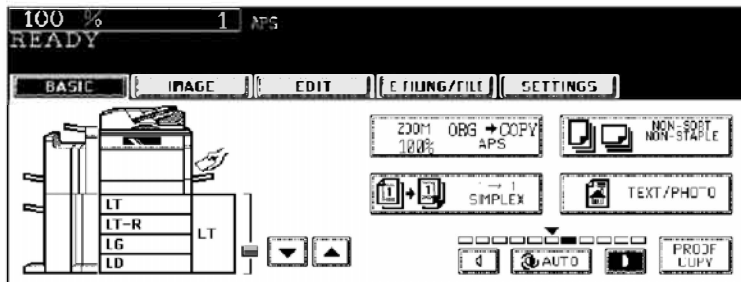 100 % 1 APS
READY
BASIC IMAGE EDIT E-FILING/FILE SETTINGS
ZOOM ORG → COPY
100% APS
NON-SORT
NON-STAPLE
1 → 1
SIMPLEX
TEXT/PHOTO
LT
LT-R
LG
LD
LT
AUTO
PROOF
COPY